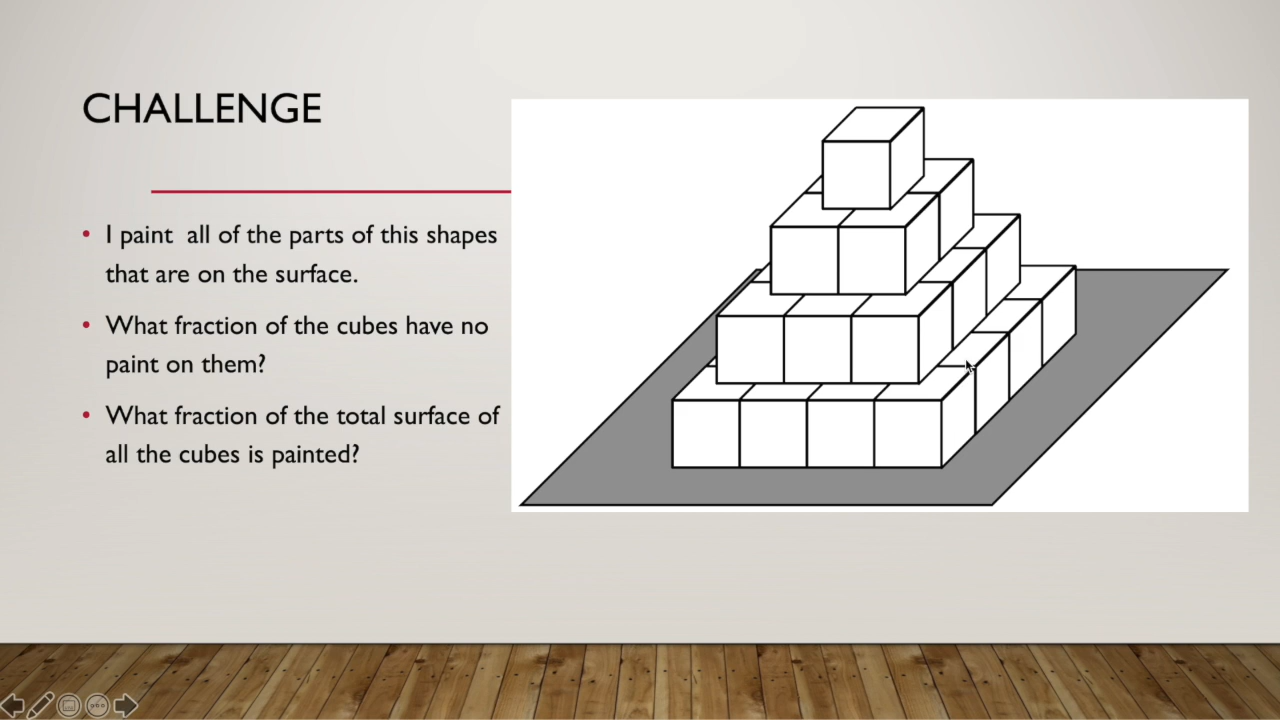 CHALLENGE
• I paint all of the parts of this shapes
that are on the surface.
• What fraction of the cubes have no
paint on them?
• What fraction of the total surface of
all the cubes is painted?